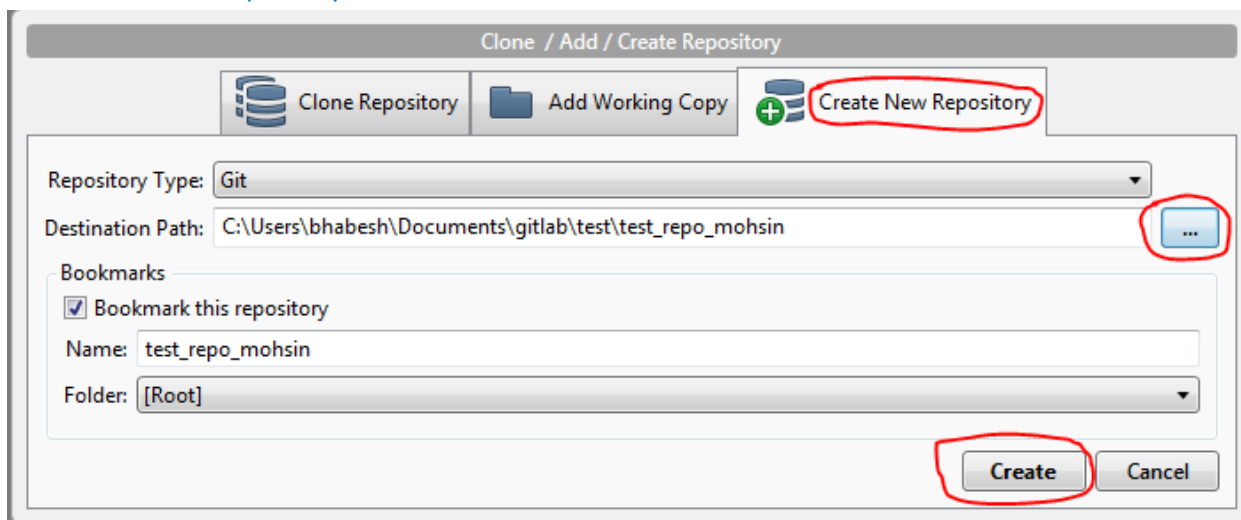 Clone / Add / Create Repository
Clone Repository Add Working Copy Create New Repository
Repository Type: Git
Destination Path: C:\Users\bhabesh\Documents\gitlab\test\test_repo_mohsin ...
Bookmarks
Bookmark this repository
Name: test_repo_mohsin
Folder: [Root]
Create Cancel